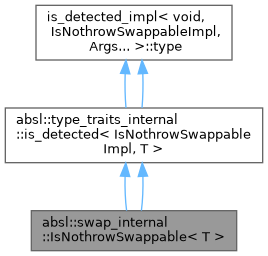 is_detected_impl< void,
IsNothrowSwappableImpl,
Args... >::type
absl::type_traits_internal
::is_detected< IsNothrowSwappable
Impl, T >
absl::swap_internal
::IsNothrowSwappable< T >